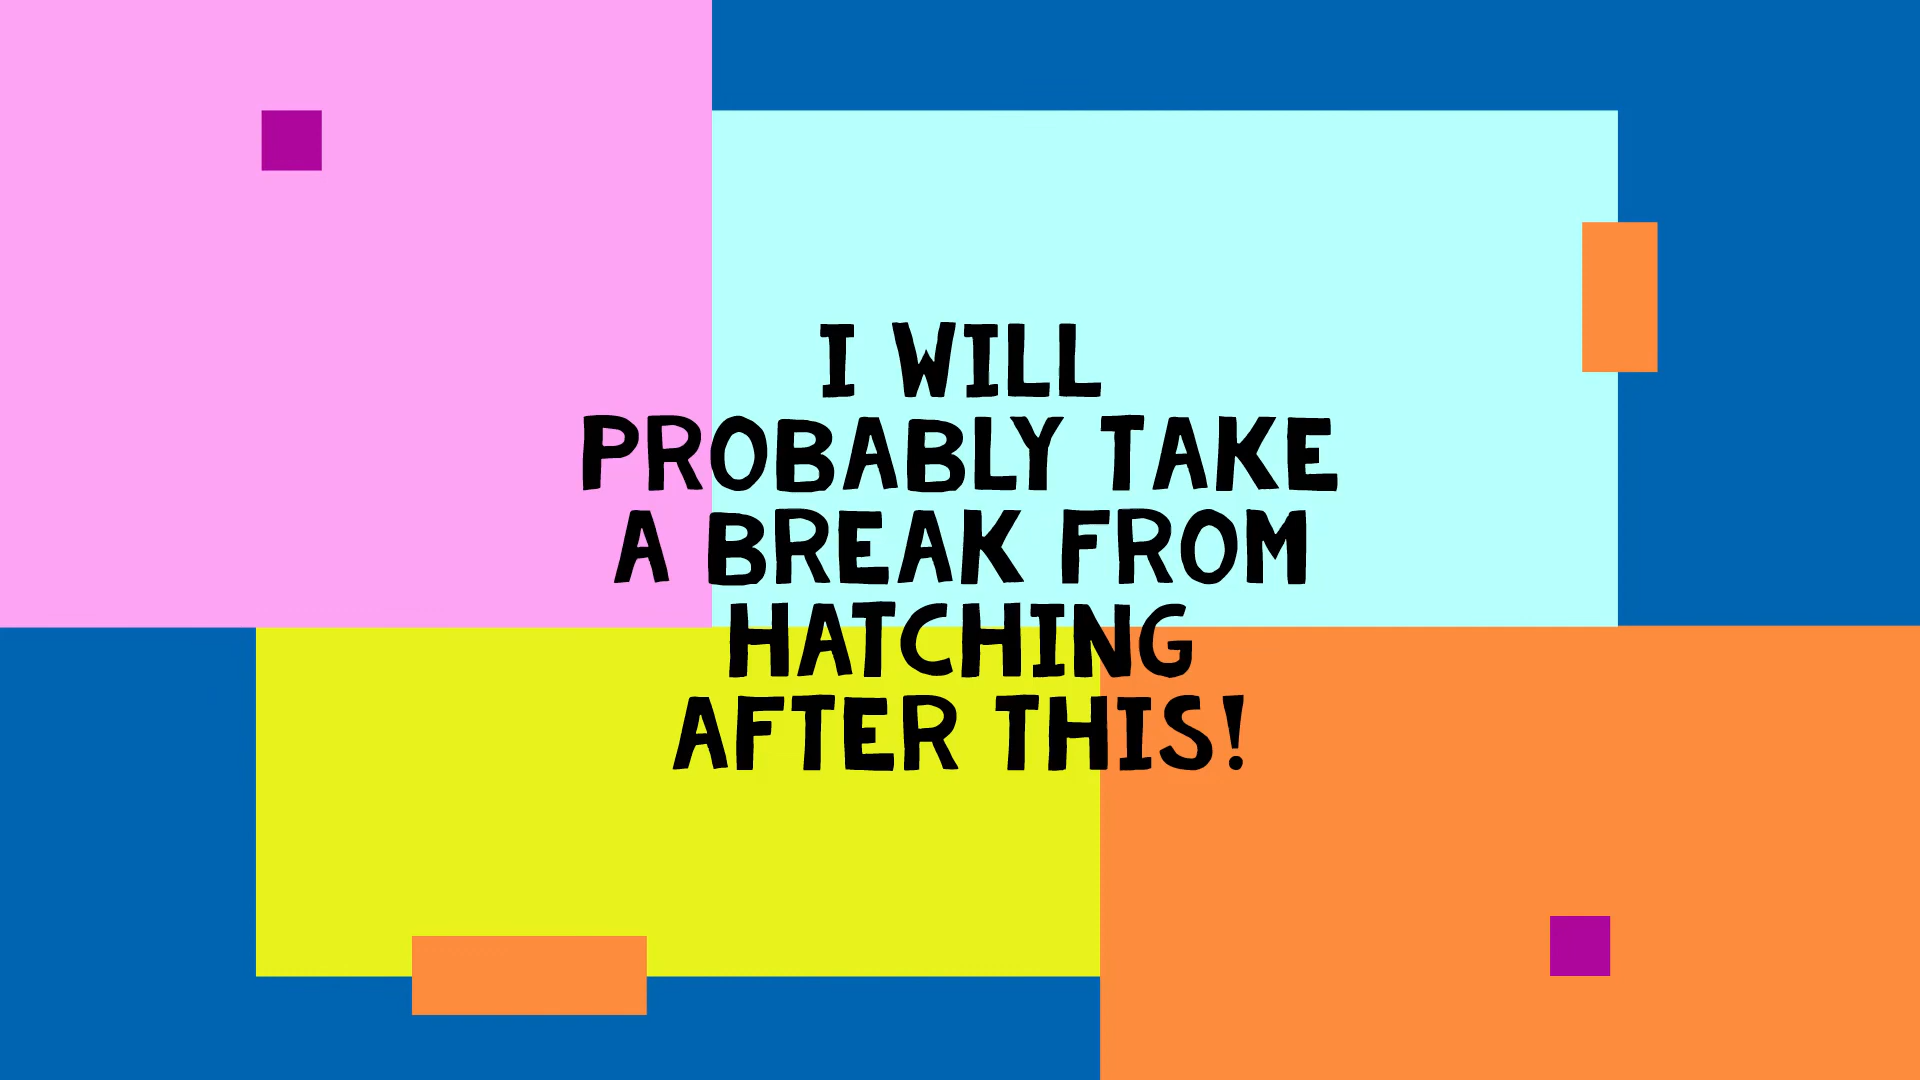 I WILL
PROBABLY TAKE
A BREAK FROM
HATCHING
AFTER THIS!